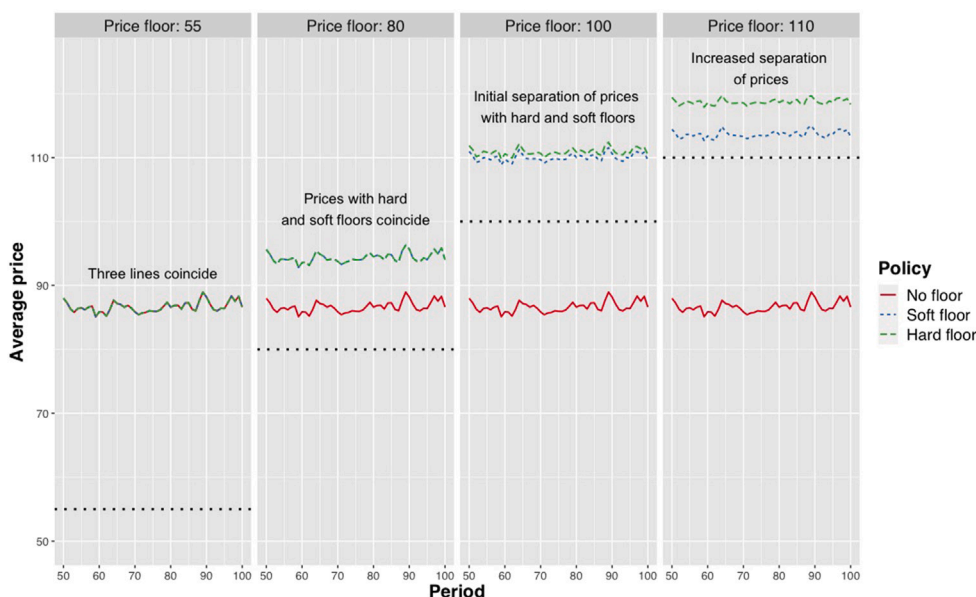 Price floor: 55
Price floor: 80
Price floor: 100
Price floor: 110
Increased separation
of prices
Initial separation of prices
with hard and soft floors
Prices with hard
and soft floors coincide
Three lines coincide
Average price
110
90
70
50
50 60 70 80 90 100
50 60 70 80 90 100
50 60 70 80 90 100
50 60 70 80 90 100
Period
Policy
No floor
Soft floor
Hard floor